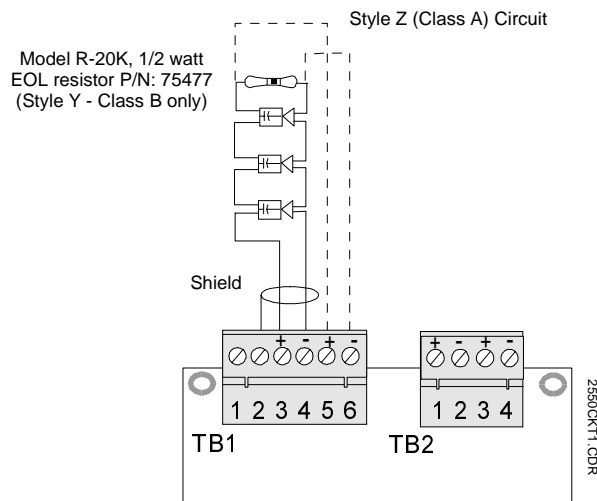 Style Z (Class A) Circuit
Model R-20K, 1/2 watt
EOL resistor P/N: 75477
(Style Y - Class B only)
Shield
+ - + -
+ - + -
1 2 3 4 5 6
1 2 3 4
TB1
TB2
2550CKT1.CDR